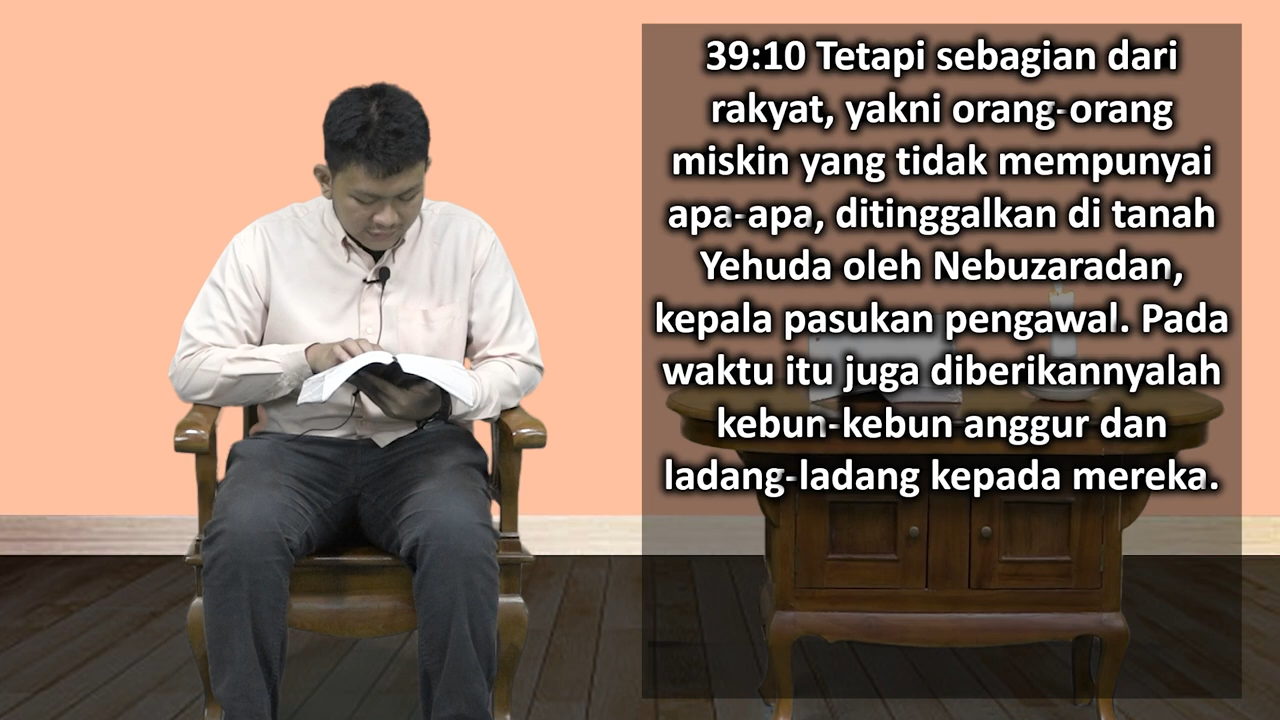 39:10 Tetapi sebagian dari
rakyat, yakni orang-orang
miskin yang tidak mempunyai
apa-apa, ditinggalkan di tanah
Yehuda oleh Nebuzaradan,
kepala pasukan pengawal. Pada
waktu itu juga diberikannyalah
kebun-kebun anggur dan
ladang-ladang kepada mereka.